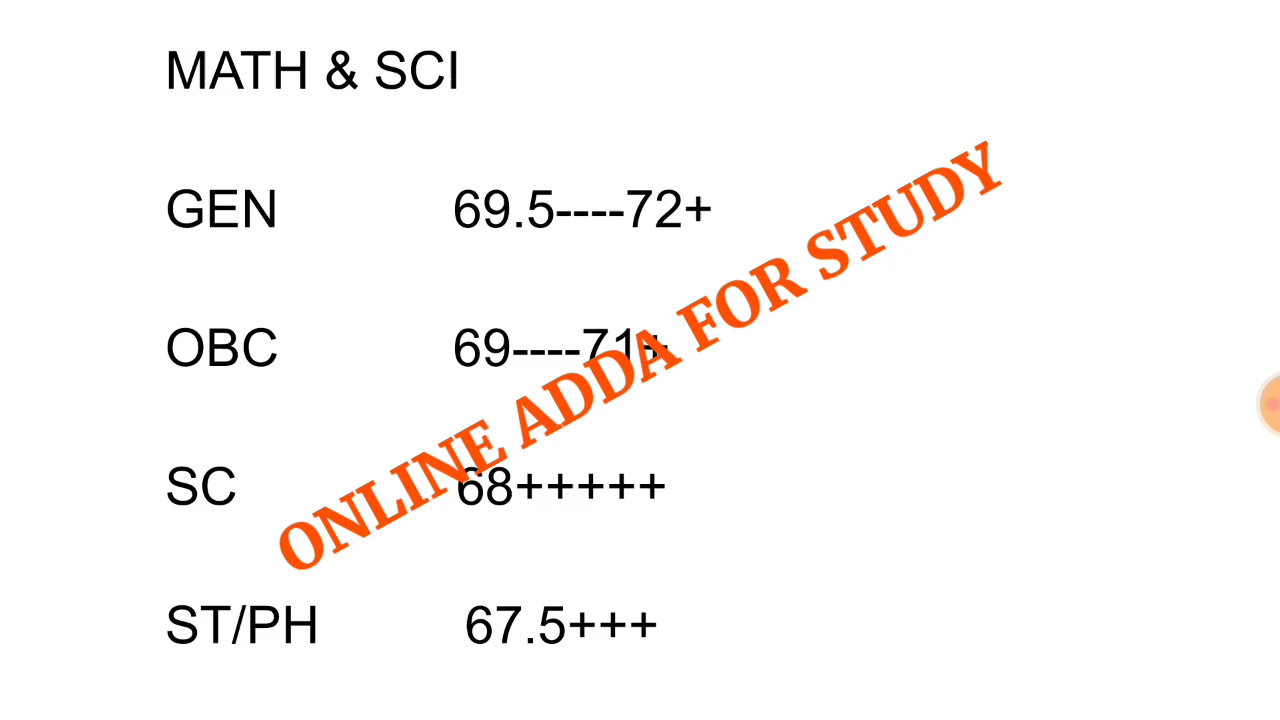 MATH & SCI
GEN 69.5----72+
OBC 69----71+
SC 68+++++
ST/PH 67.5+++
ONLINE ADDA FOR STUDY